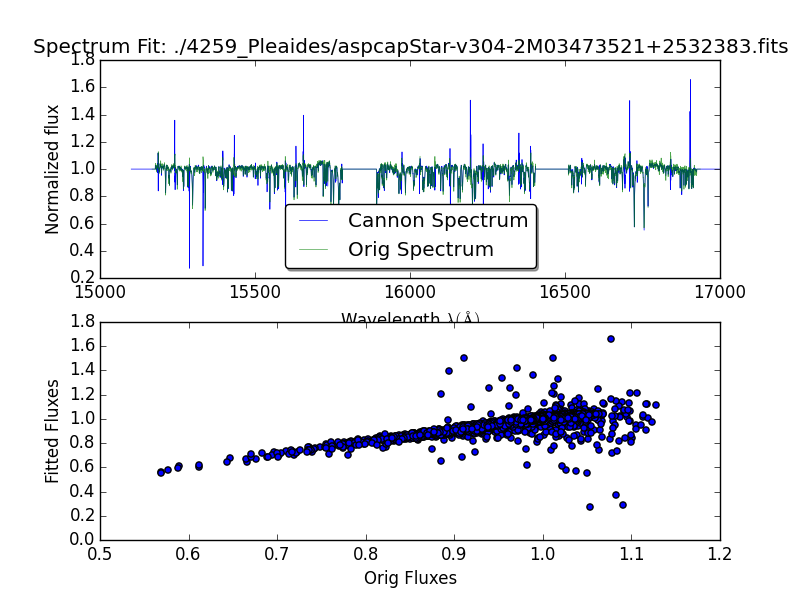 Spectrum Fit: ./4259_Pleaides/aspcapStar-v304-2M03473521+2532383.fits
1.8
1.6
1.4
1.2
1.0
0.8
0.6
0.4
0.2
Normalized flux
Cannon Spectrum
Orig Spectrum
15000 15500 16000 16500 17000
Wavelength λ(Å)
1.8
1.6
1.4
1.2
1.0
0.8
0.6
0.4
0.2
0.0
Fitted Fluxes
0.5 0.6 0.7 0.8 0.9 1.0 1.1 1.2
Orig Fluxes